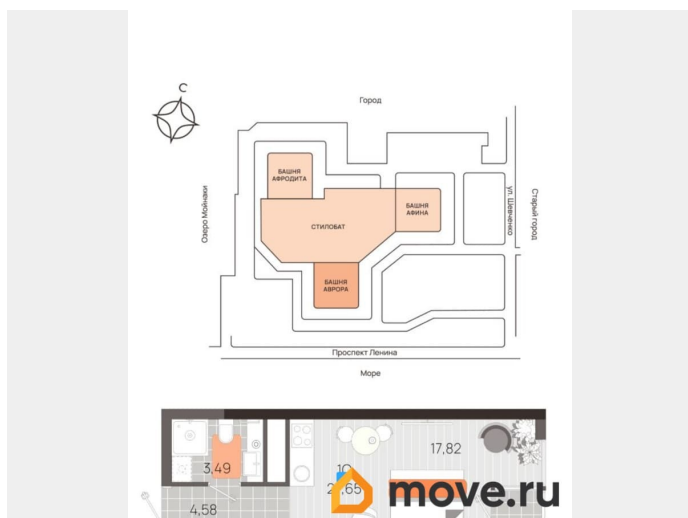 С
Город
БАШНЯ
АФРОДИТА
БАШНЯ
АФИНА
СТИЛОБАТ
Озеро Мойнаки
ул. Шевченко
Старый город
БАШНЯ
АВРОРА
Проспект Ленина
Море
17,82
3,49
4,58
move.ru